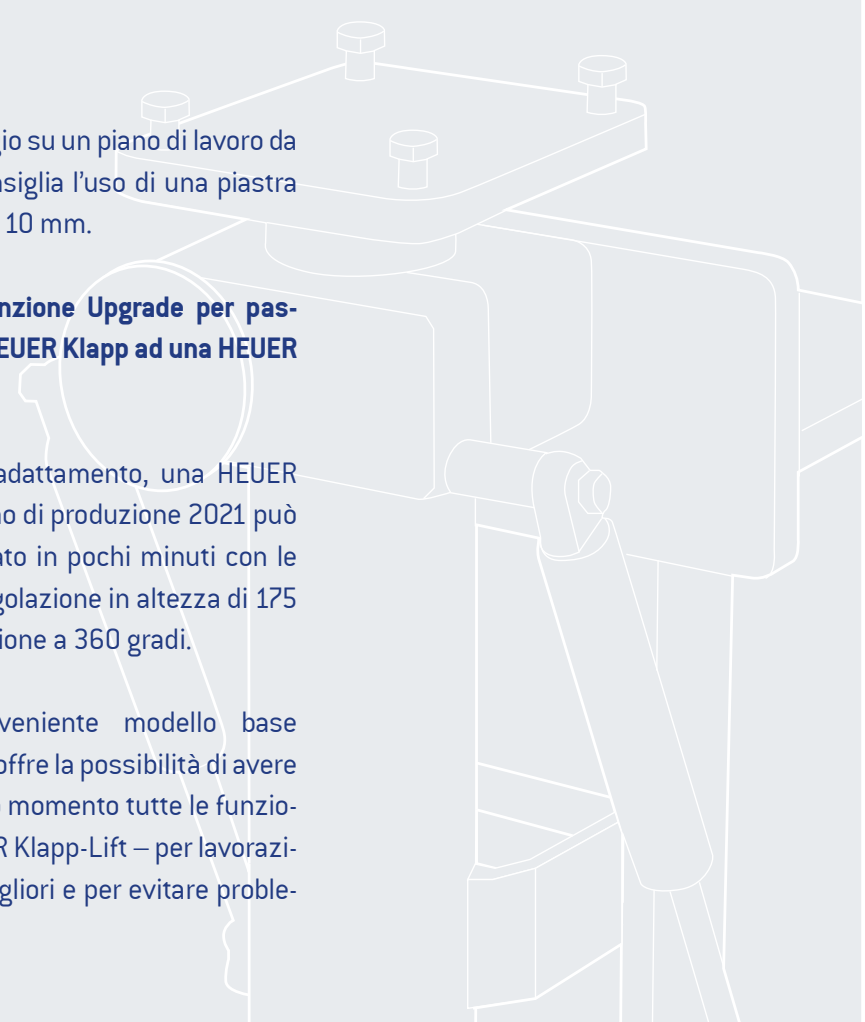 gio su un piano di lavoro da
nsiglia l’uso di una piastra
10 mm.
nzione Upgrade per pas-
HEUER Klapp ad una HEUER
adattamento, una HEUER
no di produzione 2021 può
ato in pochi minuti con le
golazione in altezza di 175
ione a 360 gradi.
veniente modello base
offre la possibilità di avere
momento tutte le funzio-
R Klapp-Lift – per lavorazi-
gliori e per evitare proble-